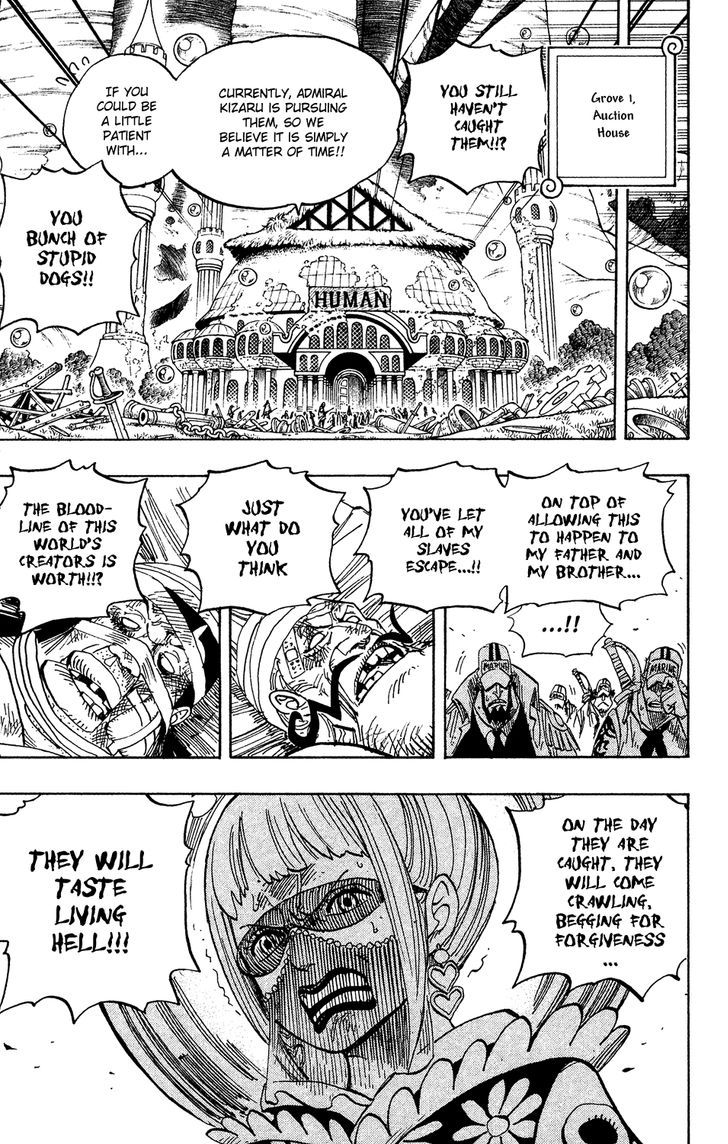 Grove 1,
Auction
House
YOU STILL
HAVEN'T
CAUGHT
THEM!!?
CURRENTLY, ADMIRAL
KIZARU IS PURSUING
THEM, SO WE
BELIEVE IT IS SIMPLY
A MATTER OF TIME!!
IF YOU
COULD BE
A LITTLE
PATIENT
WITH...
YOU
BUNCH OF
STUPID
DOGS!!
HUMAN
ON TOP OF
ALLOWING THIS
TO HAPPEN TO
MY FATHER AND
MY BROTHER...
...!!
MARINE
MARINE
YOU'VE LET
ALL OF MY
SLAVES
ESCAPE...!!
JUST
WHAT DO
YOU
THINK
THE BLOOD-
LINE OF THIS
WORLD'S
CREATORS IS
WORTH!!?
ON THE DAY
THEY ARE
CAUGHT, THEY
WILL COME
CRAWLING,
BEGGING FOR
FORGIVENESS
...
THEY WILL
TASTE
LIVING
HELL!!!